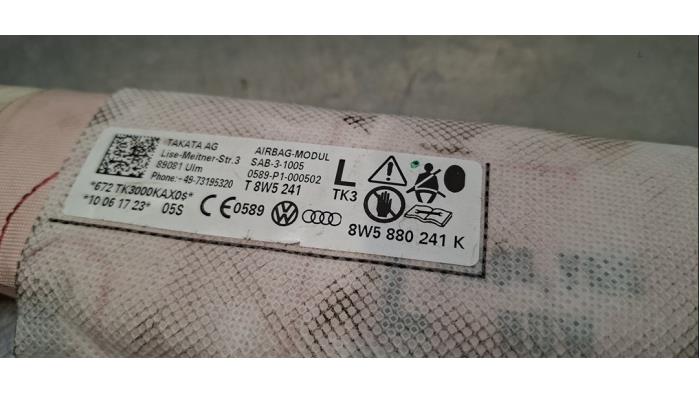 TAKATA AG
Lise-Meitner-Str.3
89081 Ulm
Phone:+49-73195320
*672 TK3000KAX0S*
*10 06 17 23* 05S
AIRBAG-MODUL
SAB-3-1005
0589-P1-000502
T 8W5 241
L
TK3
CE 0589
8W5 880 241 K